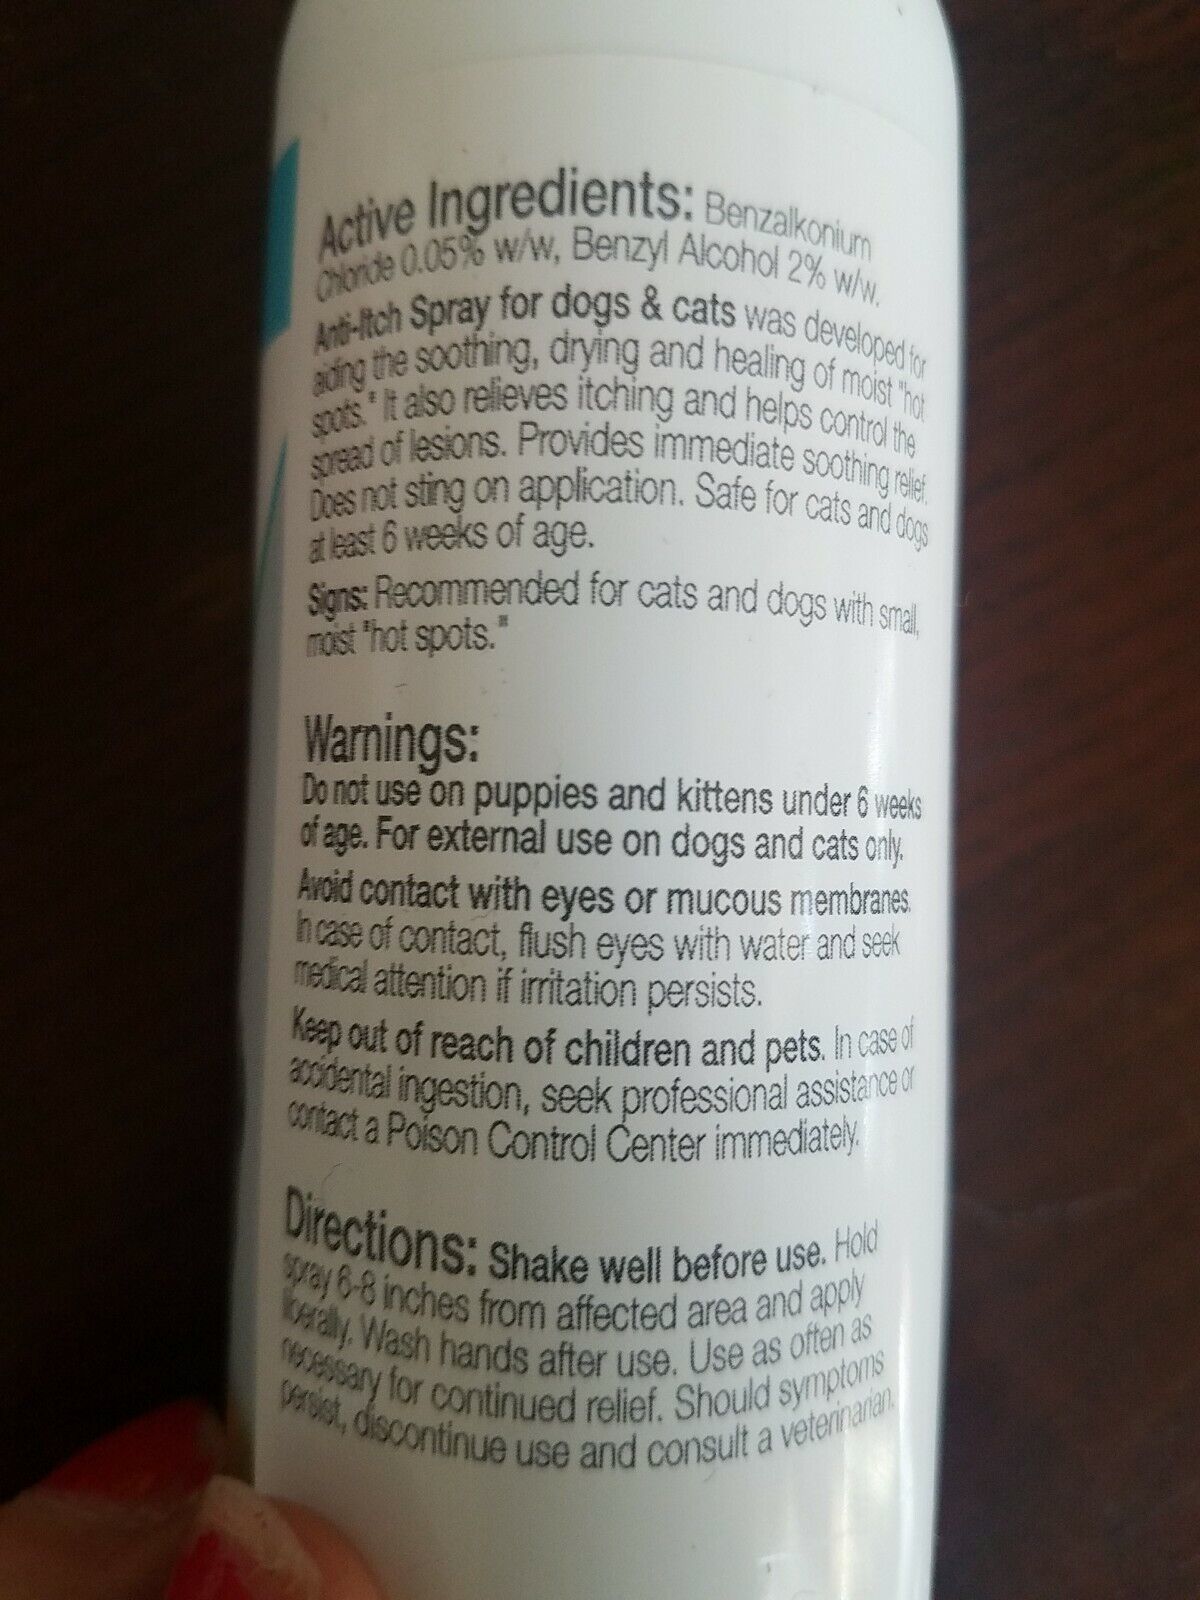 Active Ingredients: Benzalkonium
Chloride 0.05% w/w, Benzyl Alcohol 2% w/w.
Anti-Itch Spray for dogs & cats was developed for
aiding the soothing, drying and healing of moist "hot
spots." It also relieves itching and helps control the
spread of lesions. Provides immediate soothing relief.
Does not sting on application. Safe for cats and dogs
at least 6 weeks of age.
Signs: Recommended for cats and dogs with small,
moist "hot spots."
Warnings:
Do not use on puppies and kittens under 6 weeks
of age. For external use on dogs and cats only.
Avoid contact with eyes or mucous membranes.
In case of contact, flush eyes with water and seek
medical attention if irritation persists.
Keep out of reach of children and pets. In case of
accidental ingestion, seek professional assistance or
contact a Poison Control Center immediately.
Directions: Shake well before use. Hold
spray 6-8 inches from affected area and apply
liberally. Wash hands after use. Use as often as
necessary for continued relief. Should symptoms
persist, discontinue use and consult a veterinarian.